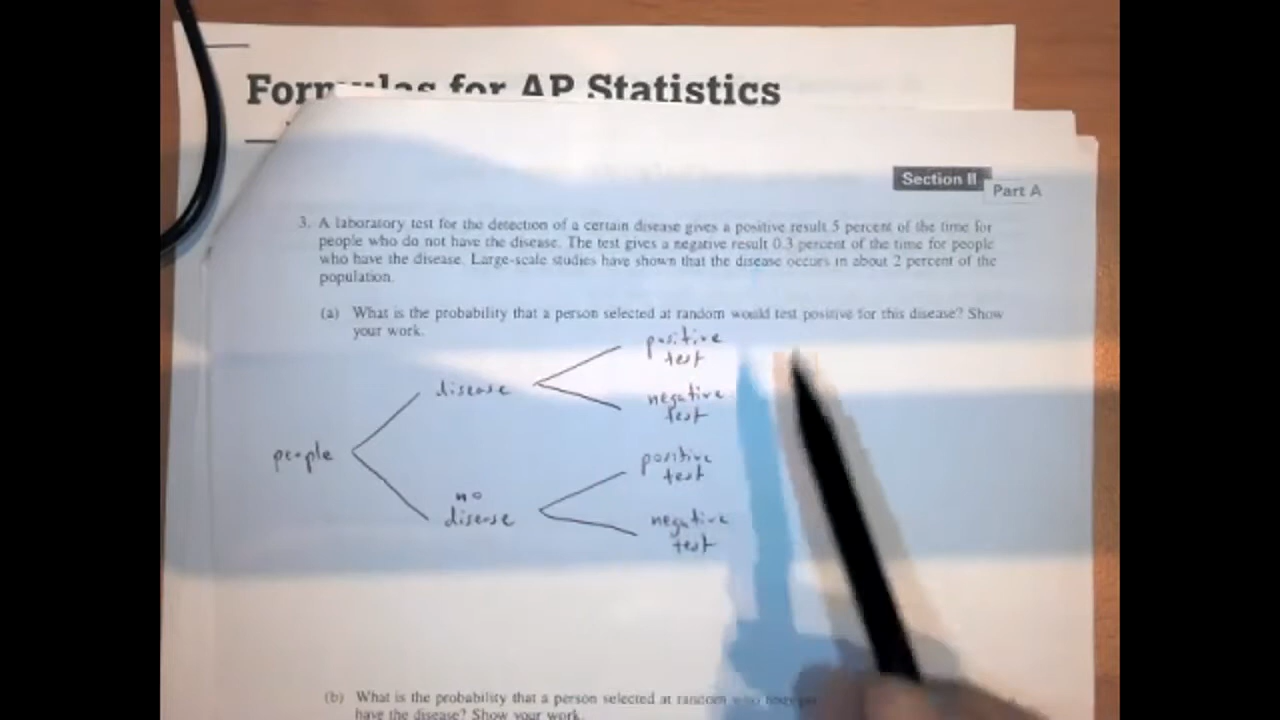 Formulas for AP Statistics
Section II
Part A
3. A laboratory test for the detection of a certain disease gives a positive result 5 percent of the time for
people who do not have the disease. The test gives a negative result 0.3 percent of the time for people
who have the disease. Large-scale studies have shown that the disease occurs in about 2 percent of the
population.
(a) What is the probability that a person selected at random would test positive for this disease? Show
your work.
positive
test
disease
negative
test
people
positive
test
no
disease
negative
test
(b) What is the probability that a person selected at random who
have the disease? Show your work.